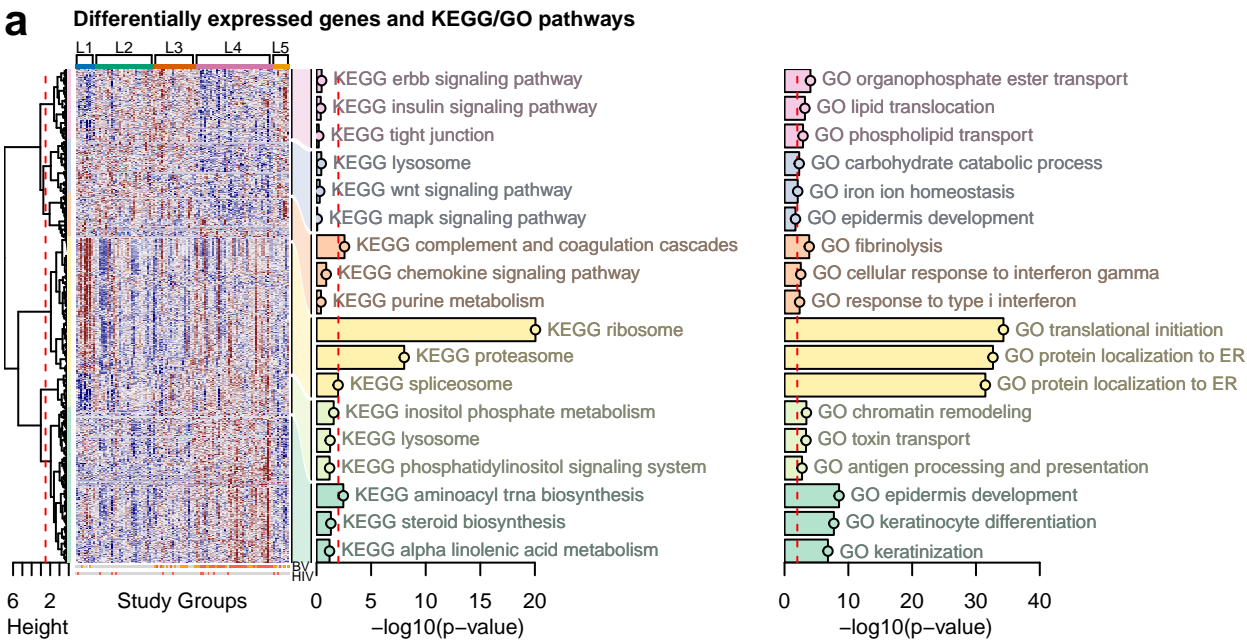 a
Differentially expressed genes and KEGG/GO pathways
L1 L2 L3 L4 L5
KEGG erbb signaling pathway
KEGG insulin signaling pathway
KEGG tight junction
KEGG lysosome
KEGG wnt signaling pathway
KEGG mapk signaling pathway
KEGG complement and coagulation cascades
KEGG chemokine signaling pathway
KEGG purine metabolism
KEGG ribosome
KEGG proteasome
KEGG spliceosome
KEGG inositol phosphate metabolism
KEGG lysosome
KEGG phosphatidylinositol signaling system
KEGG aminoacyl trna biosynthesis
KEGG steroid biosynthesis
KEGG alpha linolenic acid metabolism
GO organophosphate ester transport
GO lipid translocation
GO phospholipid transport
GO carbohydrate catabolic process
GO iron ion homeostasis
GO epidermis development
GO fibrinolysis
GO cellular response to interferon gamma
GO response to type i interferon
GO translational initiation
GO protein localization to ER
GO protein localization to ER
GO chromatin remodeling
GO toxin transport
GO antigen processing and presentation
GO epidermis development
GO keratinocyte differentiation
GO keratinization
BV
HIV
6 2
Height
Study Groups
0 5 10 15 20
−log10(p−value)
0 10 20 30 40
−log10(p−value)